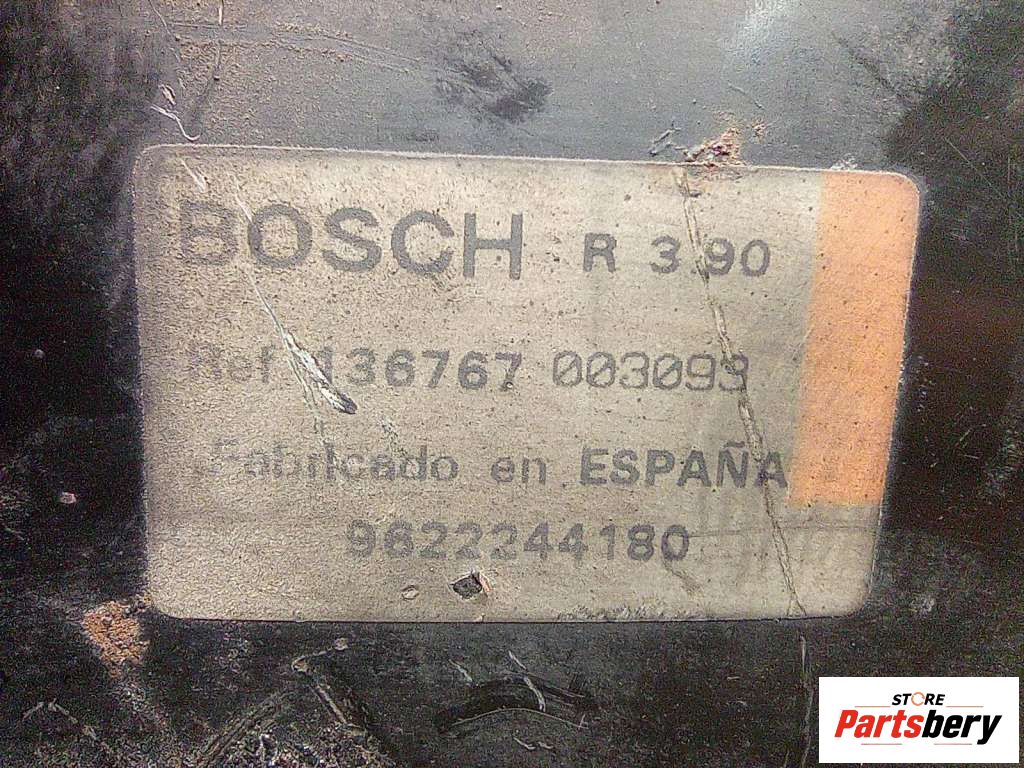 BOSCH R 3.90
Ref 136767 003093
Fabricado en ESPAÑA
9622244180
STORE
Partsbery